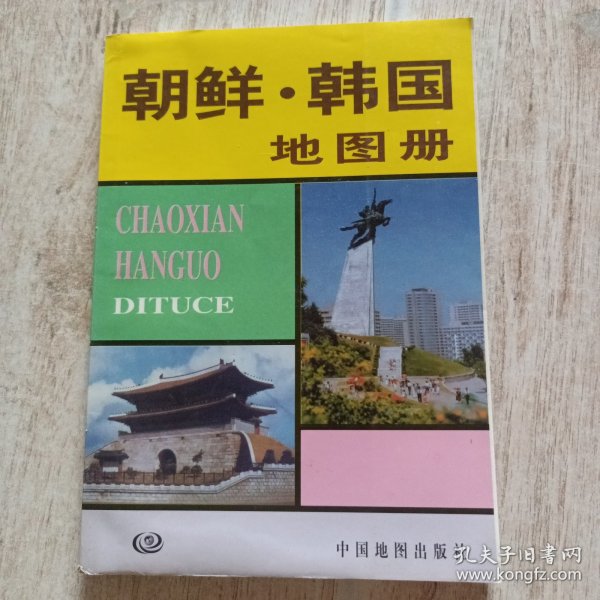 朝鲜·韩国
地图册
CHAOXIAN
HANGUO
DITUCE
中国地图出版社
孔夫子旧书网
www.kongfz.com